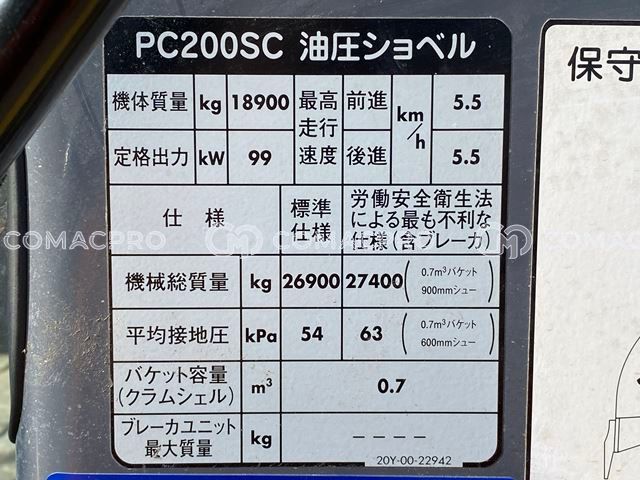 PC200SC 油圧ショベル
機体質量 kg 18900 最高走行速度 前進 km/h 5.5
定格出力 kW 99 後進 5.5
仕様 標準仕様 労働安全衛生法による最も不利な仕様(含ブレーカ)
機械総質量 kg 26900 27400 (0.7m³バケット 900mmシュー)
平均接地圧 kPa 54 63 (0.7m³バケット 600mmシュー)
バケット容量(クラムシェル) m³ 0.7
ブレーカユニット最大質量 kg ----
20Y-00-22942
保守
COMACPRO COMACPRO COMACPRO